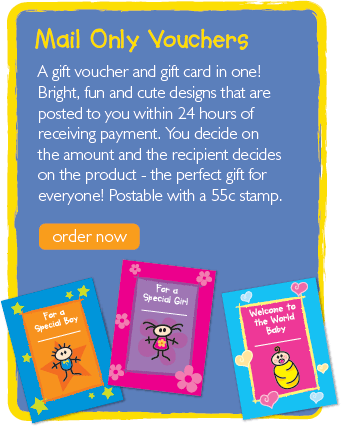 Mail Only Vouchers
A gift voucher and gift card in one!
Bright, fun and cute designs that are
posted to you within 24 hours of
receiving payment. You decide on
the amount and the recipient decides
on the product - the perfect gift for
everyone! Postable with a 55c stamp.
order now
For a
Special Boy
For a
Special Girl
Welcome to
the World
Baby